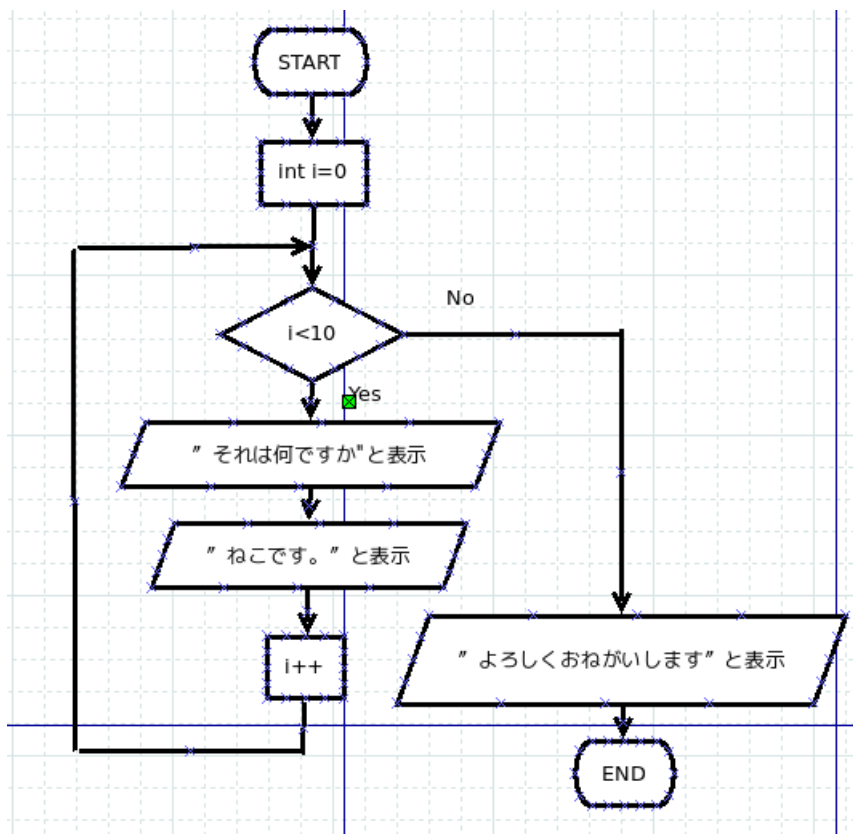 START
int i=0
i<10
No
Yes
” それは何ですか"と表示
” ねこです。” と表示
i++
” よろしくおねがいします” と表示
END